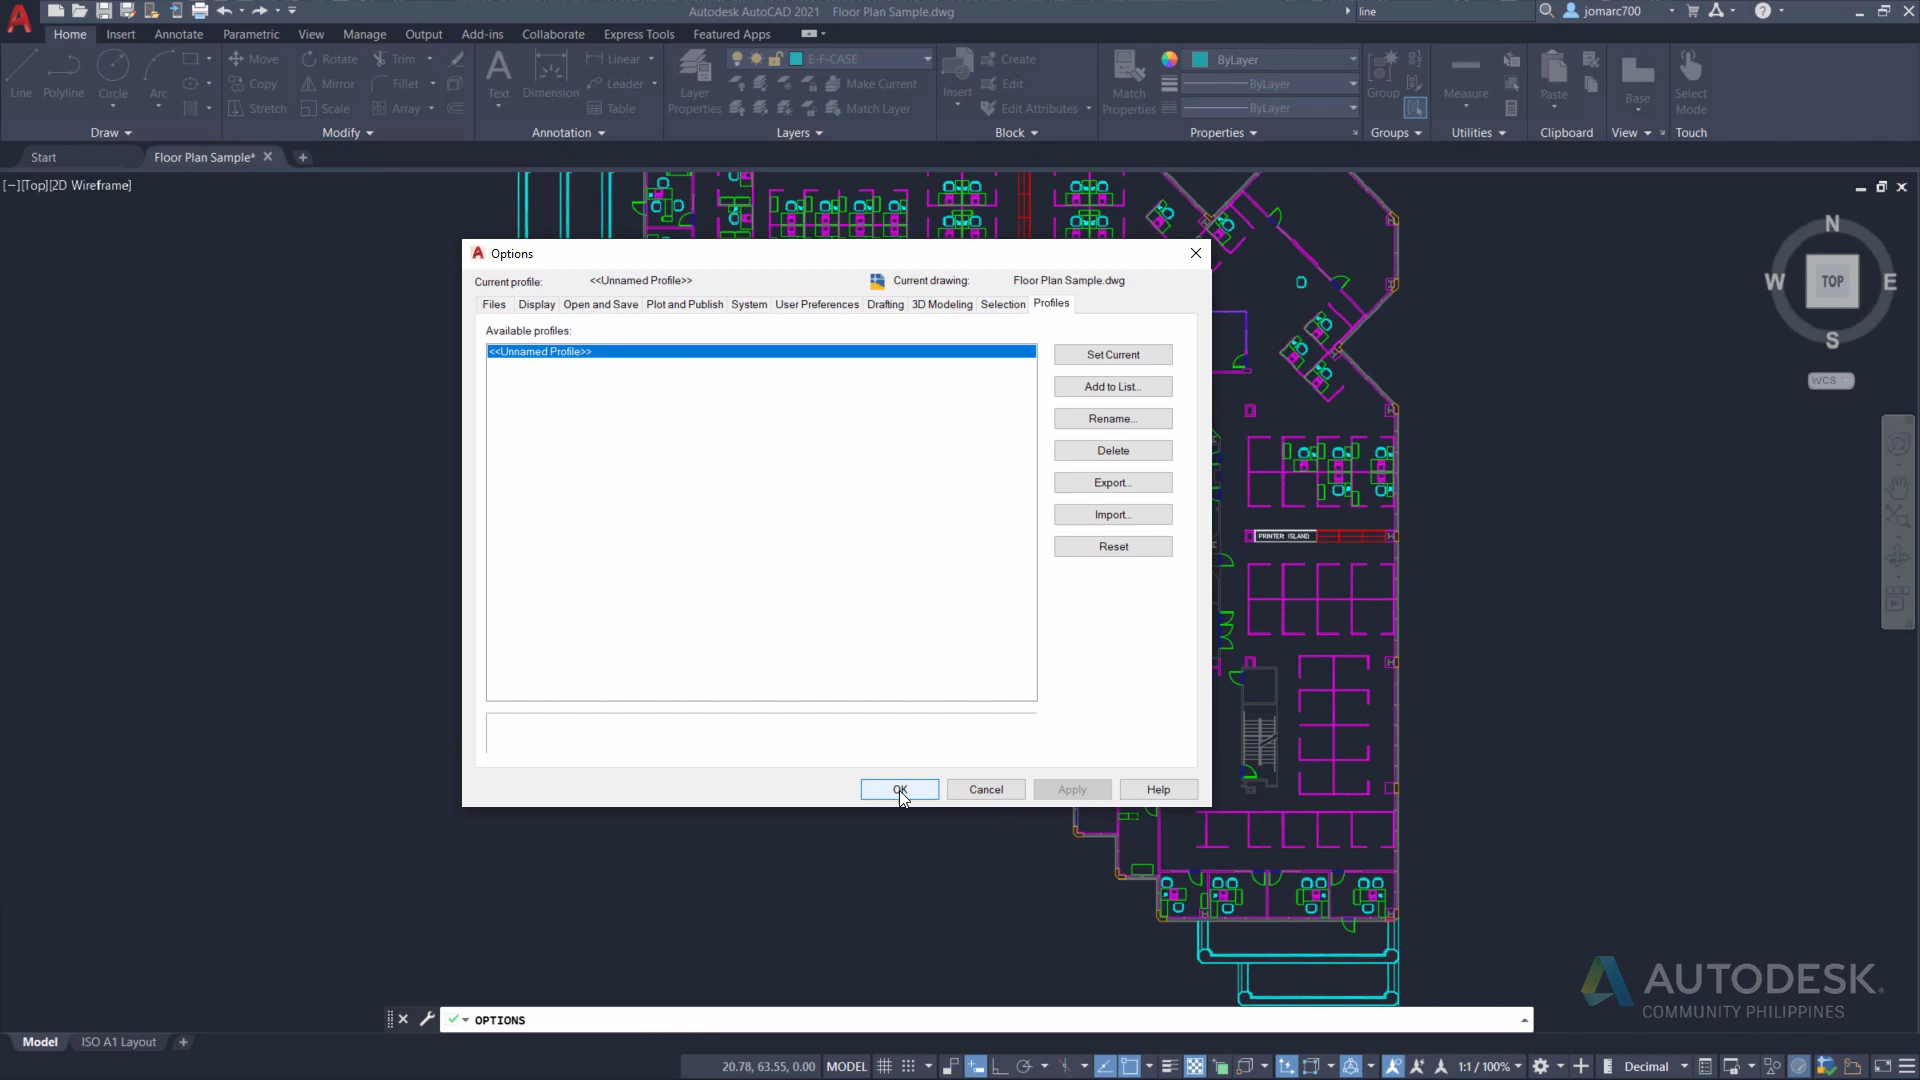 Autodesk AutoCAD 2021 Floor Plan Sample.dwg line jomarc700
Home Insert Annotate Parametric View Manage Output Add-ins Collaborate Express Tools Featured Apps
Line Polyline Circle Arc
Move Rotate Trim
Copy Mirror Fillet
Stretch Scale Array
Text Dimension Linear
Leader
Table
Layer Properties E-F-CASE
Make Current
Match Layer
Insert Create
Edit
Edit Attributes
Match Properties ByLayer
ByLayer
ByLayer
Group Measure Paste Base Select Mode
Draw Modify Annotation Layers Block Properties Groups Utilities Clipboard View Touch
Start Floor Plan Sample*
[−][Top][2D Wireframe]
N
W TOP E
S
WCS
Options
Current profile: <<Unnamed Profile>> Current drawing: Floor Plan Sample.dwg
Files Display Open and Save Plot and Publish System User Preferences Drafting 3D Modeling Selection Profiles
Available profiles:
<<Unnamed Profile>>
Set Current
Add to List...
Rename...
Delete
Export...
Import...
Reset
OK Cancel Apply Help
PRINTER ISLAND
AUTODESK.
COMMUNITY PHILIPPINES
OPTIONS
Model ISO A1 Layout
20.78, 63.55, 0.00 MODEL 1:1 / 100% Decimal